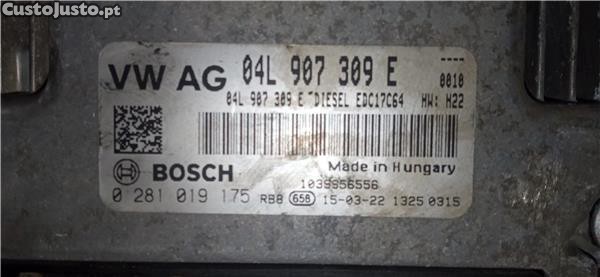 CustoJusto.pt
VW AG 04L 907 309 E ----
0010
04L 907 309 E DIESEL EDC17C64 HW: H22
BOSCH Made in Hungary
1039S56556
0 281 019 175 RB8 658 15-03-22 1325 0315